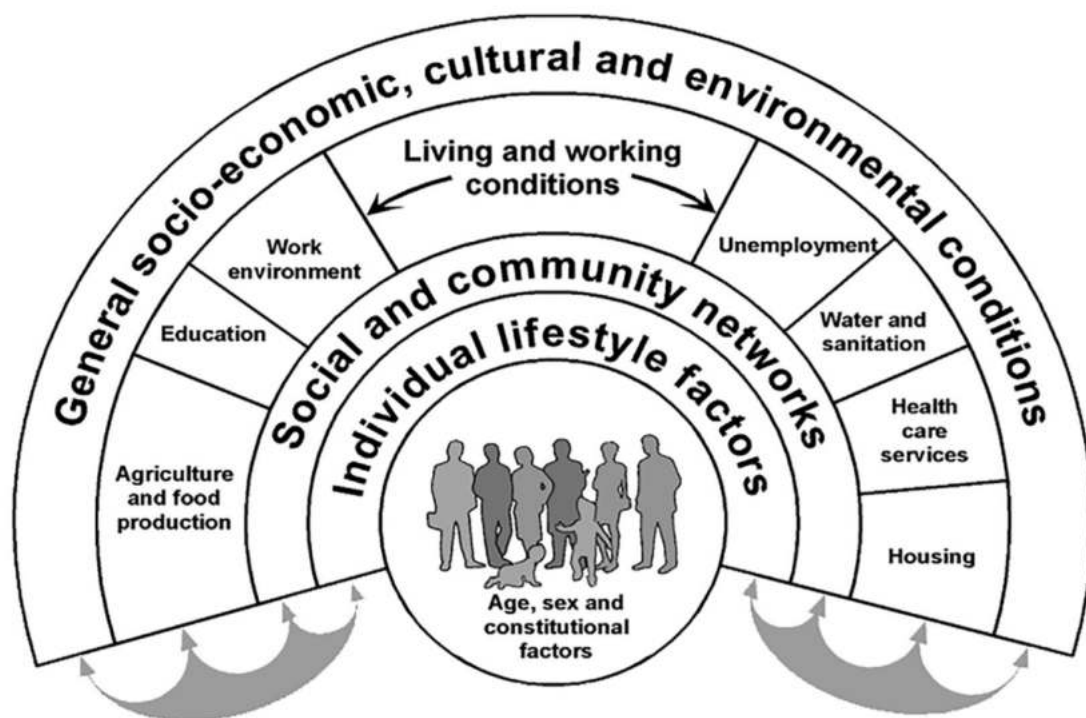 General socio-economic, cultural and environmental conditions
Living and working
conditions
Work
environment
Unemployment
Education
Water and
sanitation
Agriculture
and food
production
Health
care
services
Housing
Social and community networks
Individual lifestyle factors
Age, sex and
constitutional
factors